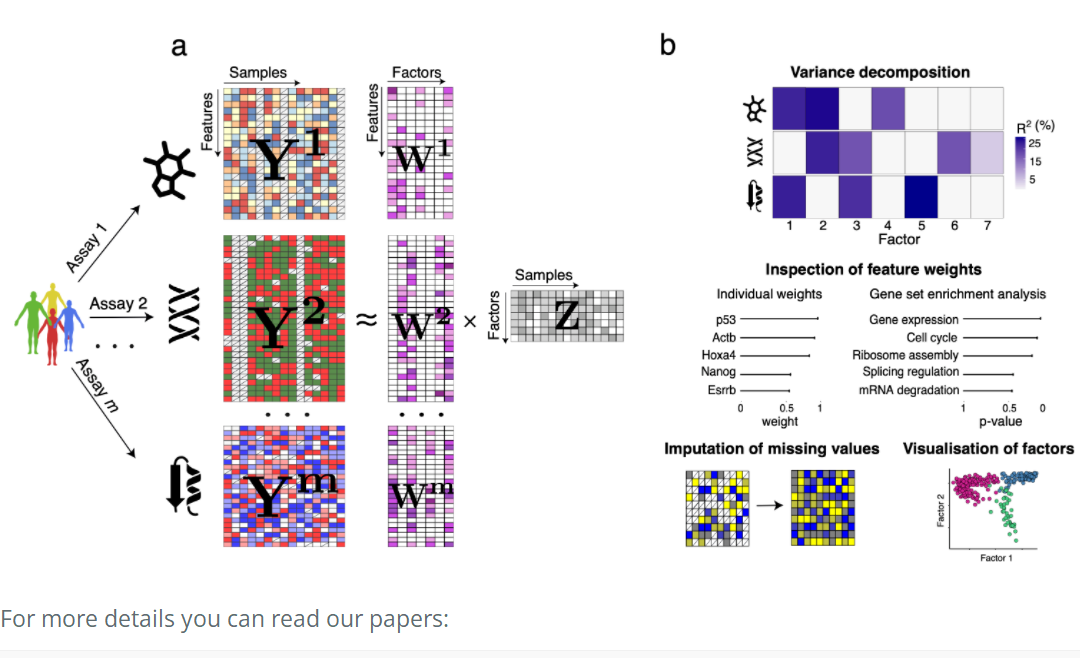 a
Samples
Features
Y1
Factors
Features
W1
Assay 1
Assay 2
. . .
Assay m
Y2
≈
W2
×
Samples
Factors
Z
. . .
. . .
Ym
Wm
b
Variance decomposition
R² (%)
25
15
5
1 2 3 4 5 6 7
Factor
Inspection of feature weights
Individual weights
p53
Actb
Hoxa4
Nanog
Esrrb
0 0.5 1
weight
Gene set enrichment analysis
Gene expression
Cell cycle
Ribosome assembly
Splicing regulation
mRNA degradation
1 0.5 0
p-value
Imputation of missing values
Visualisation of factors
Factor 2
Factor 1
For more details you can read our papers: